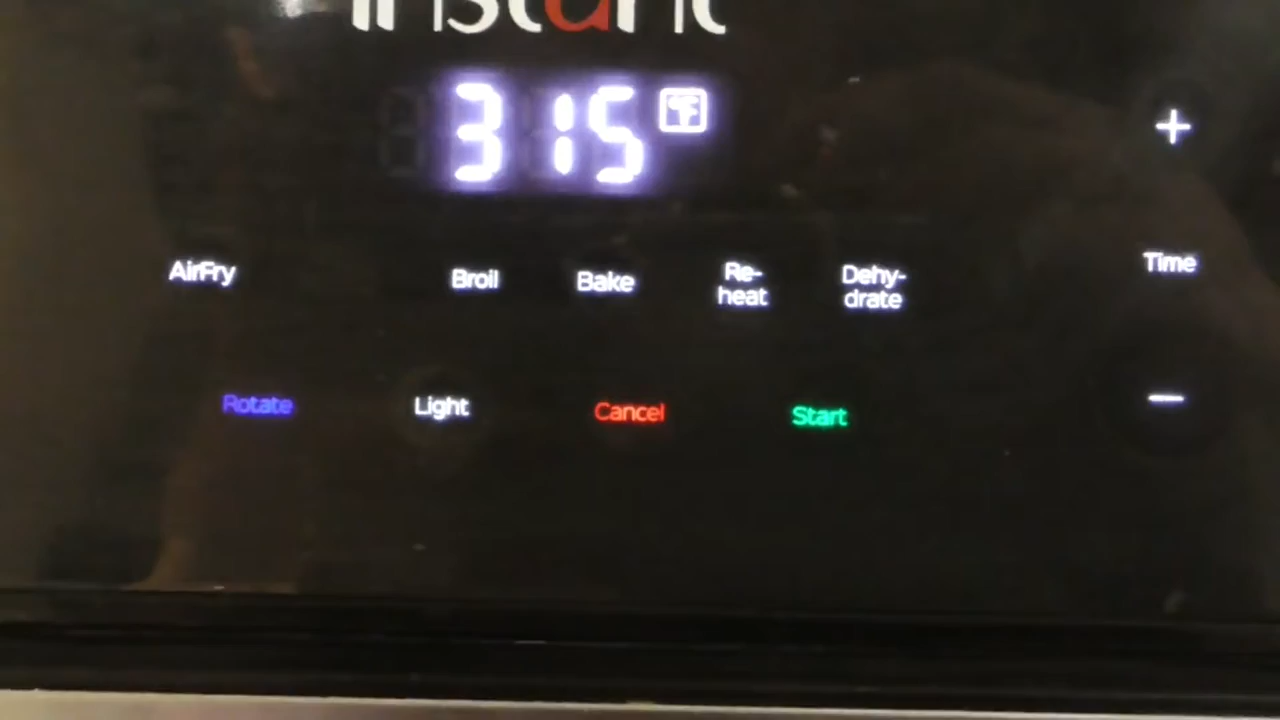 instant
315 °F
+
AirFry Broil Bake Re-heat Dehy-drate Time
Rotate Light Cancel Start −